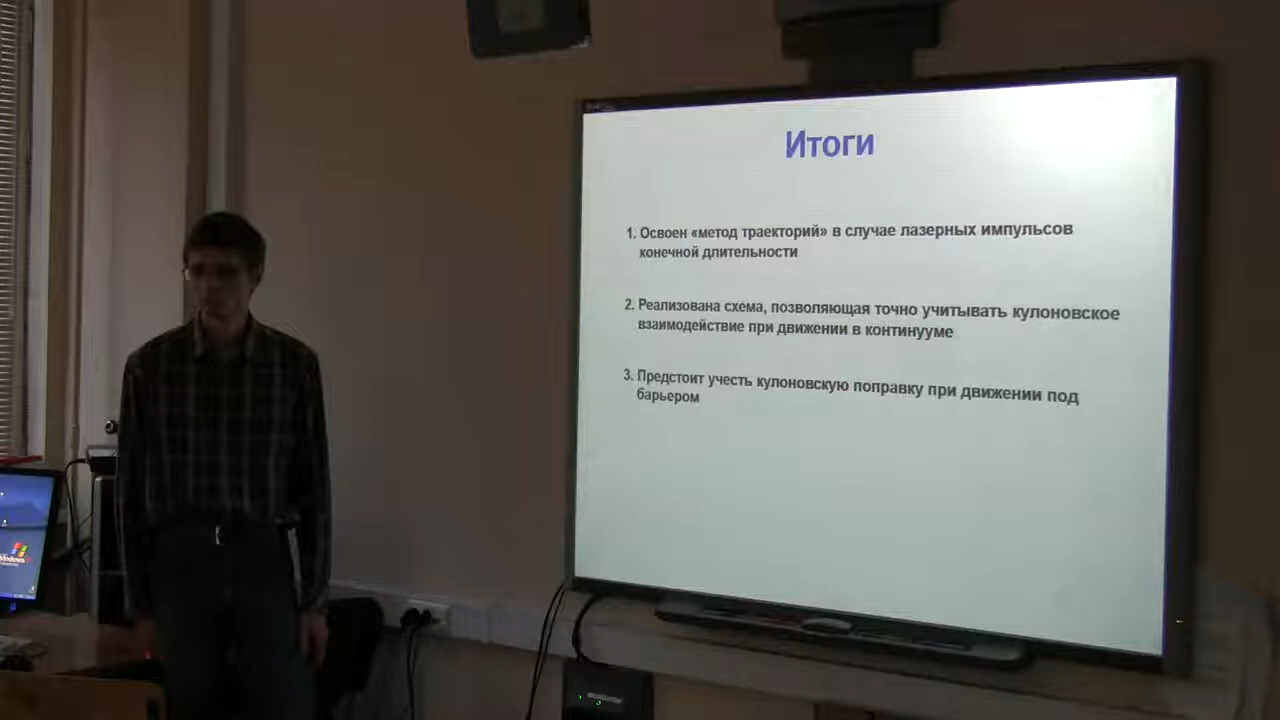 Итоги
1. Освоен «метод траекторий» в случае лазерных импульсов
конечной длительности
2. Реализована схема, позволяющая точно учитывать кулоновское
взаимодействие при движении в континууме
3. Предстоит учесть кулоновскую поправку при движении под
барьером
Windows